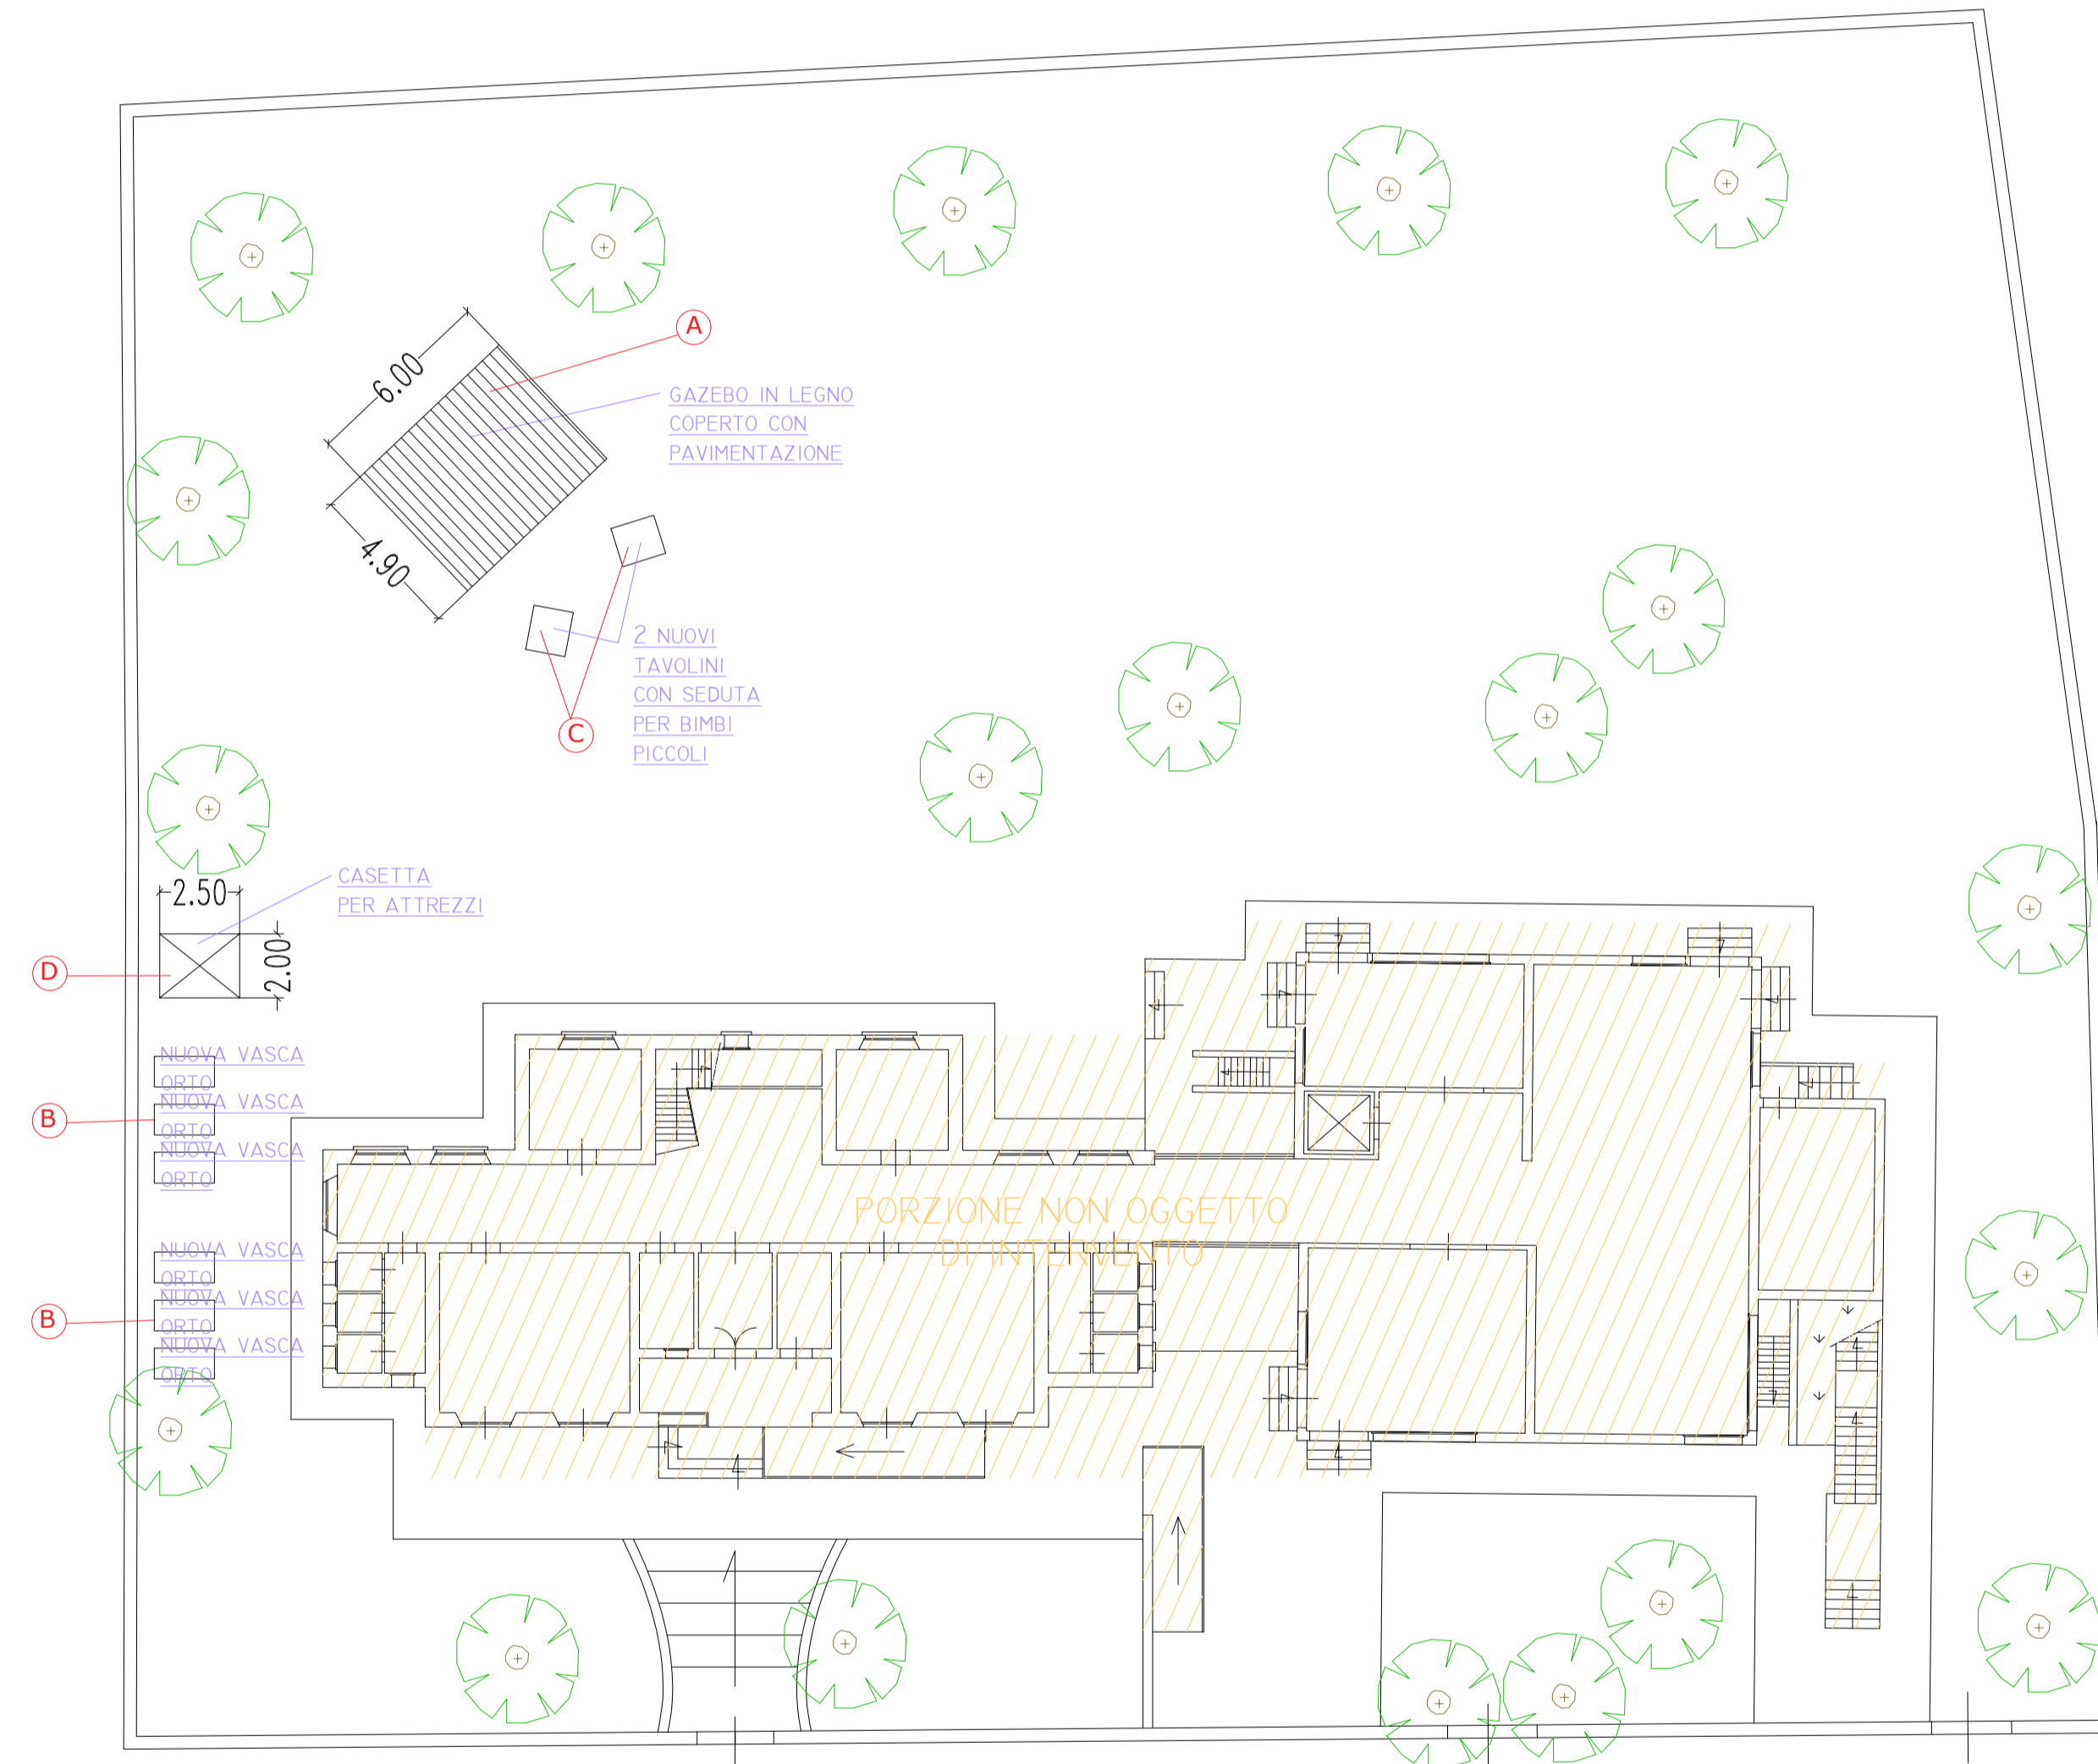 A
6.00
GAZEBO IN LEGNO
COPERTO CON
PAVIMENTAZIONE
4.90
2 NUOVI
TAVOLINI
CON SEDUTA
PER BIMBI
PICCOLI
C
CASETTA
PER ATTREZZI
2.50
2.00
D
NUOVA VASCA
ORTO
NUOVA VASCA
ORTO
B
NUOVA VASCA
ORTO
PORZIONE NON OGGETTO
DI INTERVENTO
NUOVA VASCA
ORTO
NUOVA VASCA
ORTO
B
NUOVA VASCA
ORTO